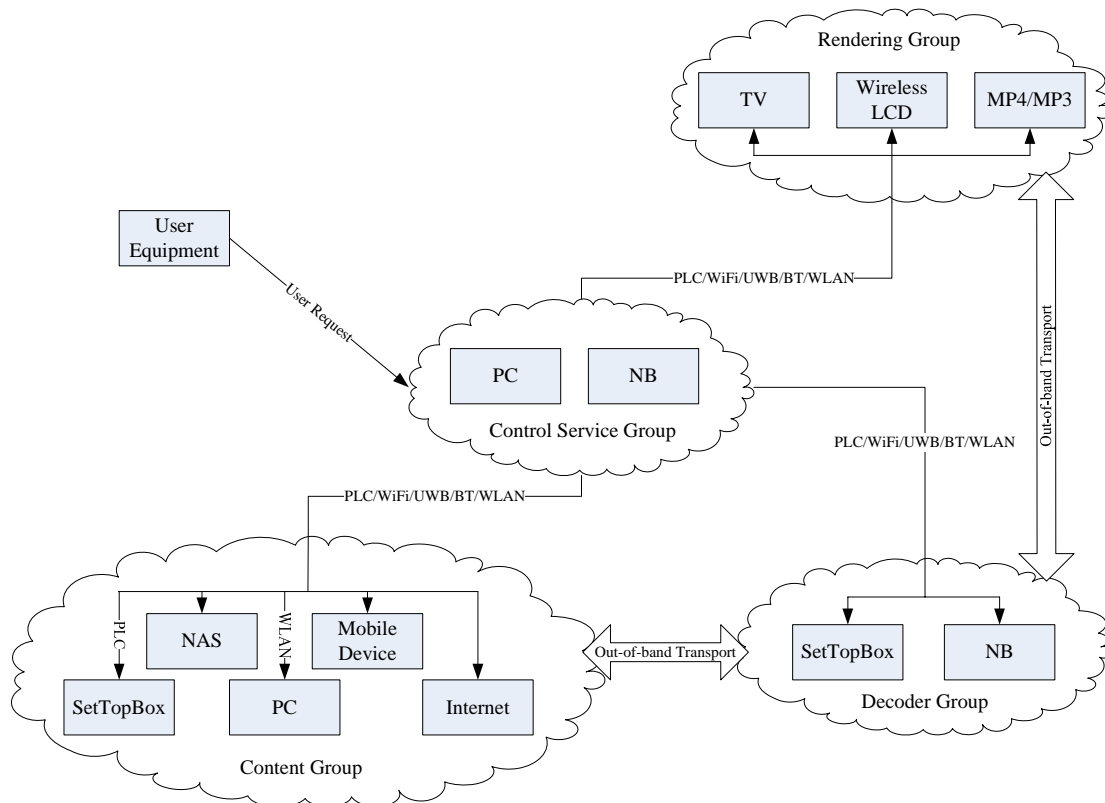 Rendering Group
TV
Wireless
LCD
MP4/MP3
User
Equipment
User Request
PLC/WiFi/UWB/BT/WLAN
PC
NB
Control Service Group
Out-of-band Transport
PLC/WiFi/UWB/BT/WLAN
PLC/WiFi/UWB/BT/WLAN
PLC
NAS
WLAN
Mobile
Device
SetTopBox
PC
Internet
Content Group
Out-of-band Transport
SetTopBox
NB
Decoder Group